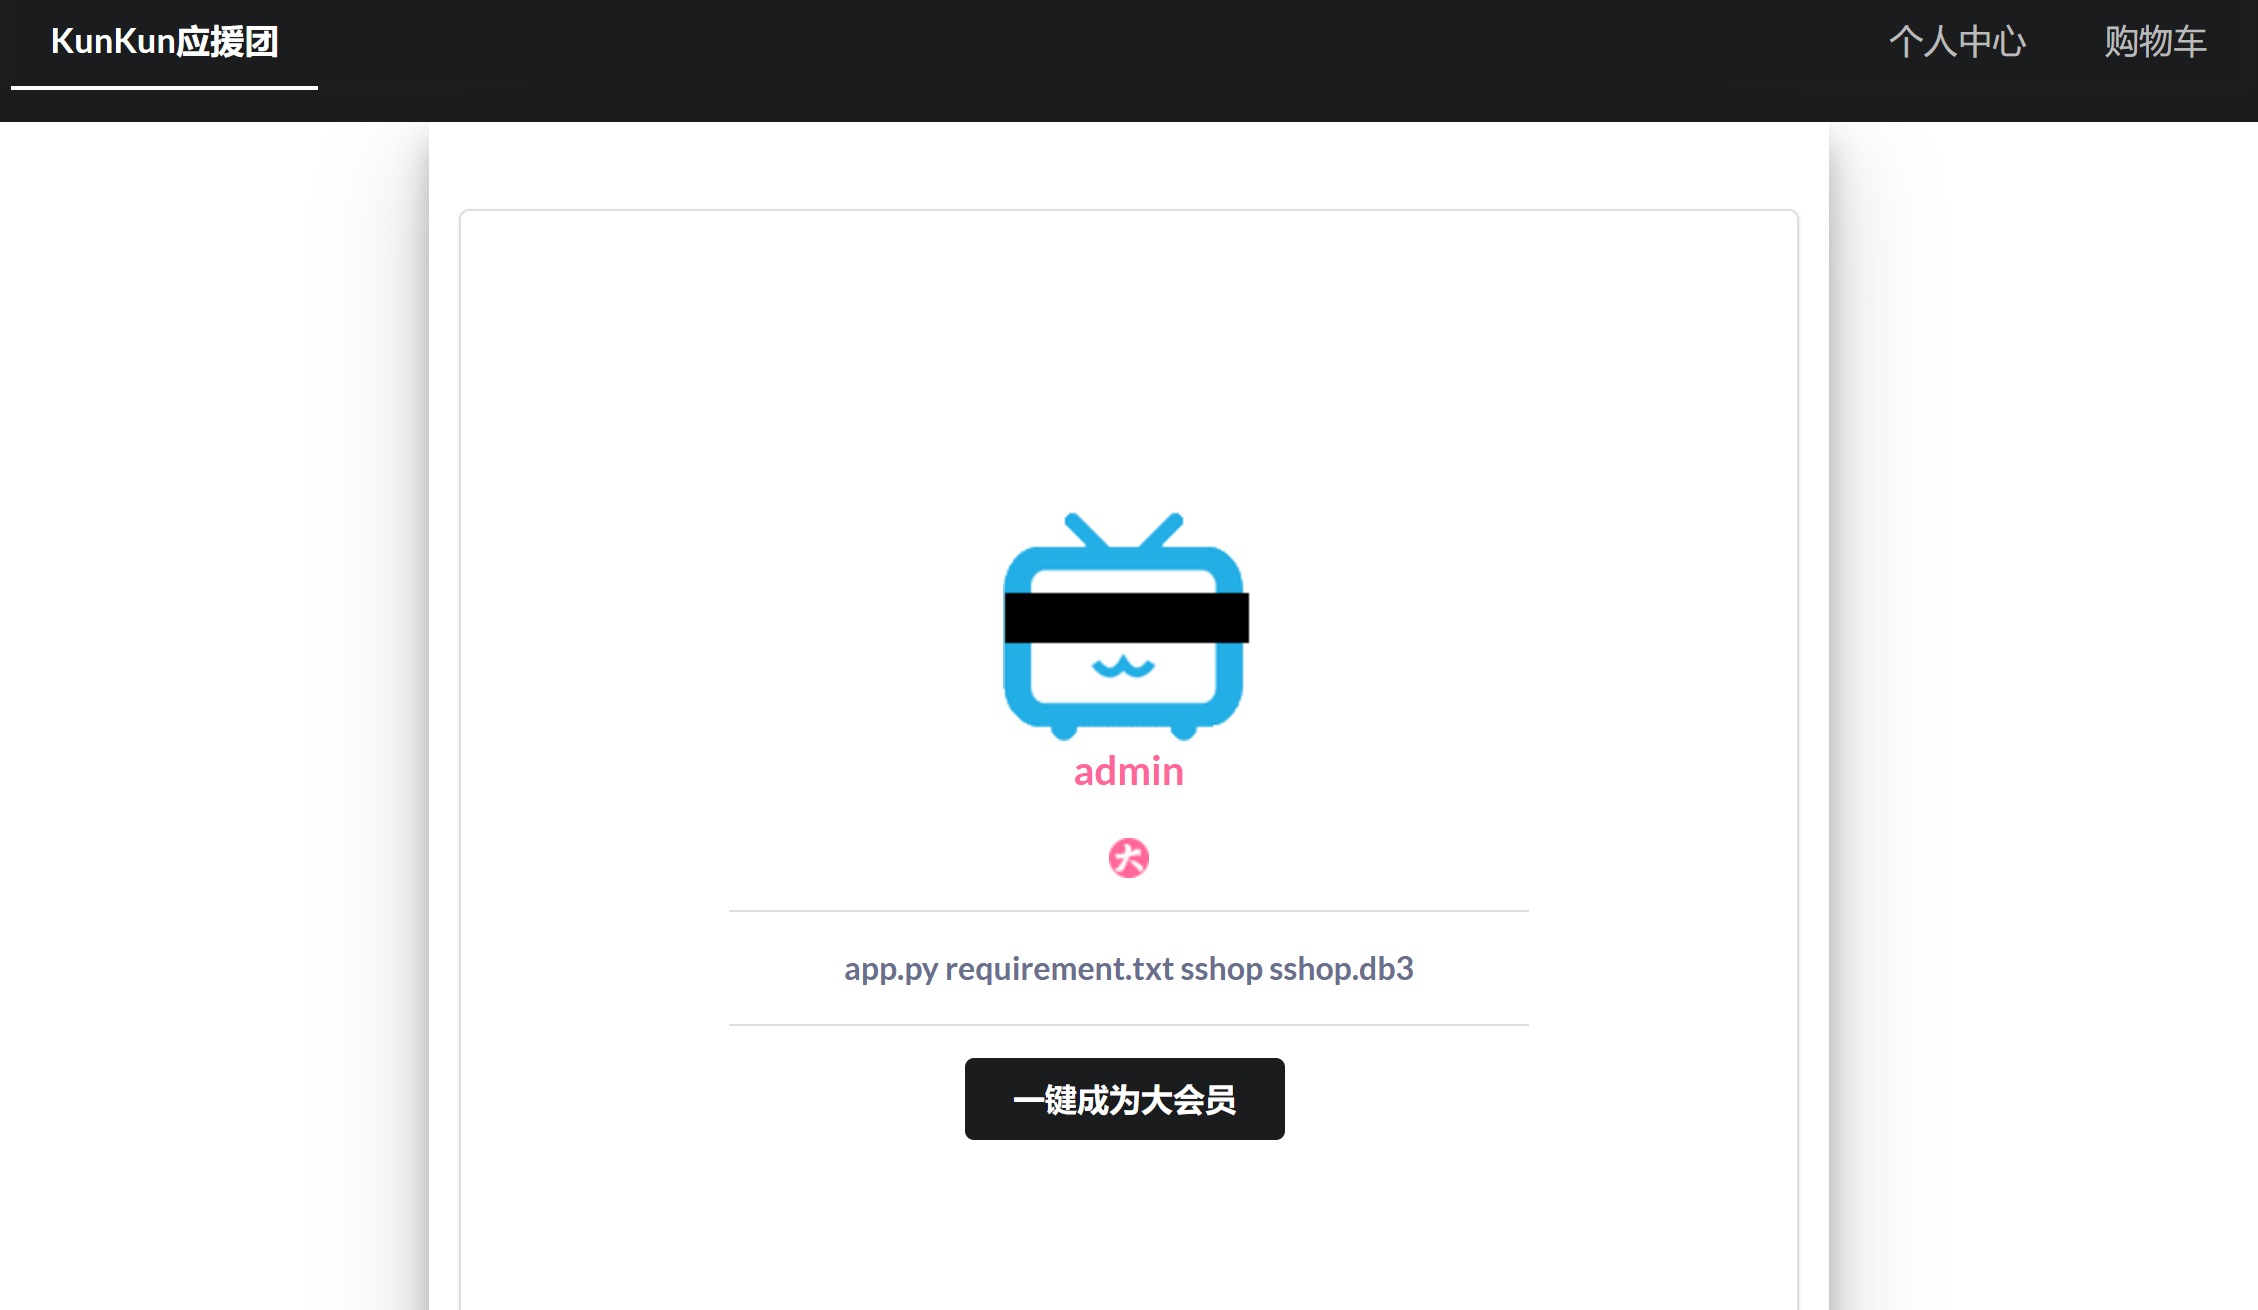 KunKun应援团
个人中心
购物车
admin
大
app.py requirement.txt sshop sshop.db3
一键成为大会员